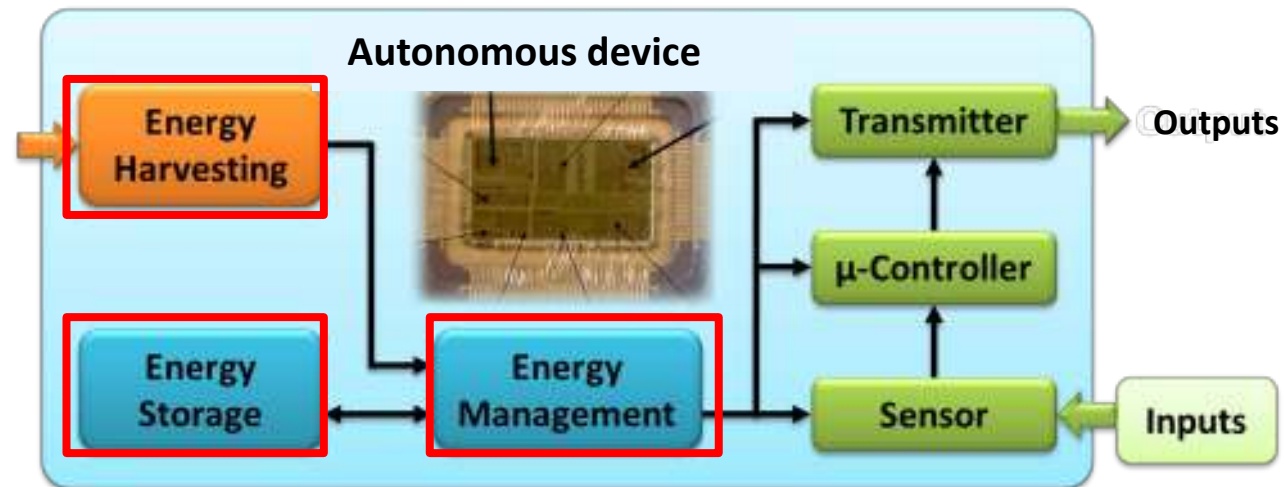 Autonomous device
Energy
Harvesting
Transmitter
Outputs
µ-Controller
Energy
Storage
Energy
Management
Sensor
Inputs